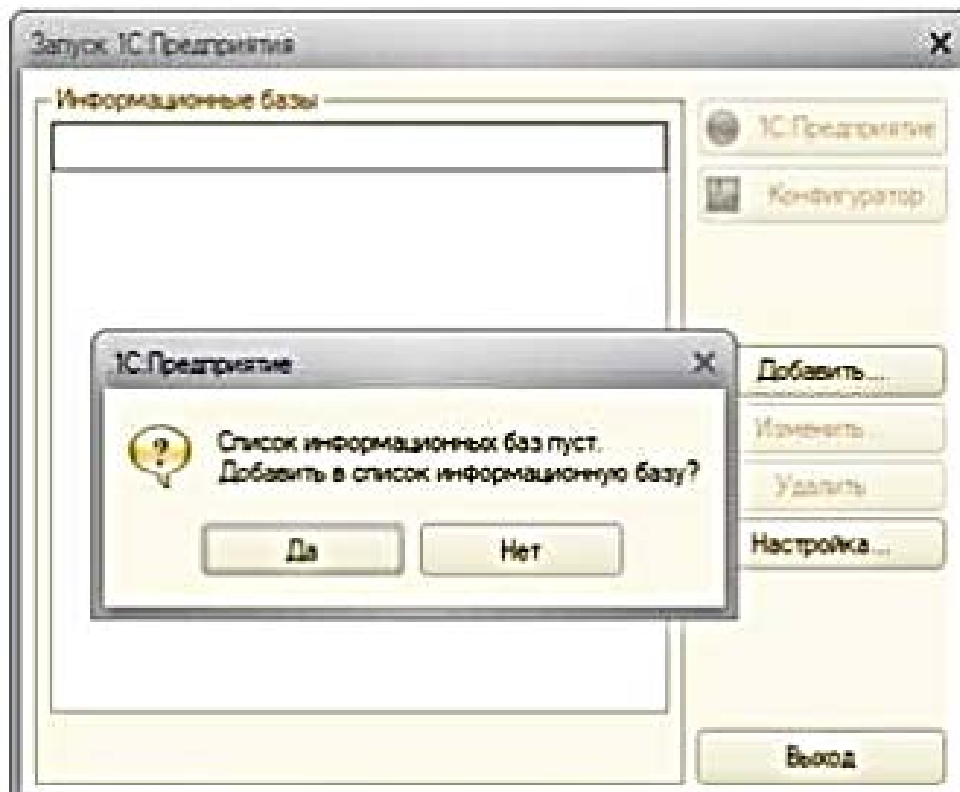 Запуск 1С:Предприятия
Информационные базы
1С:Предприятие
Конфигуратор
1С:Предприятие
Список информационных баз пуст.
Добавить в список информационную базу?
Да
Нет
Добавить...
Изменить...
Удалить
Настройка...
Выход